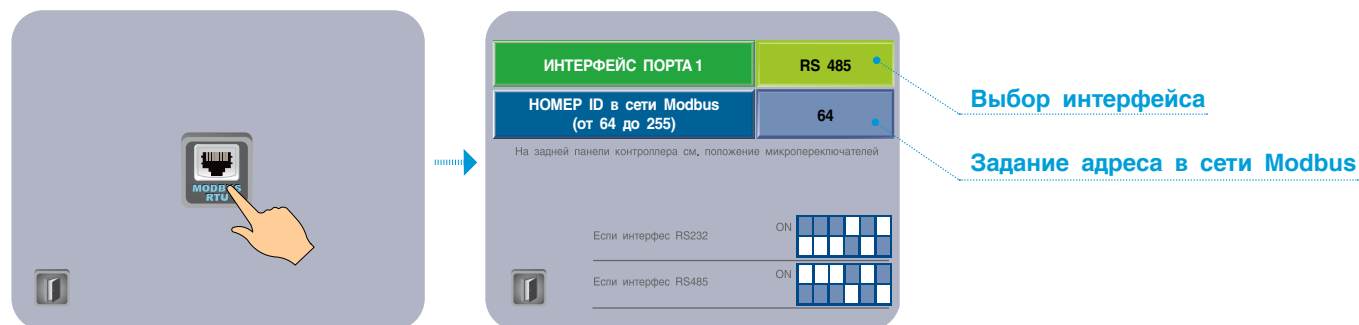 MODBUS
RTU
ИНТЕРФЕЙС ПОРТА 1
RS 485
НОМЕР ID в сети Modbus
(от 64 до 255)
64
На задней панели контроллера см. положение микропереключателей
Если интерфес RS232
ON
Если интерфес RS485
ON
Выбор интерфейса
Задание адреса в сети Modbus